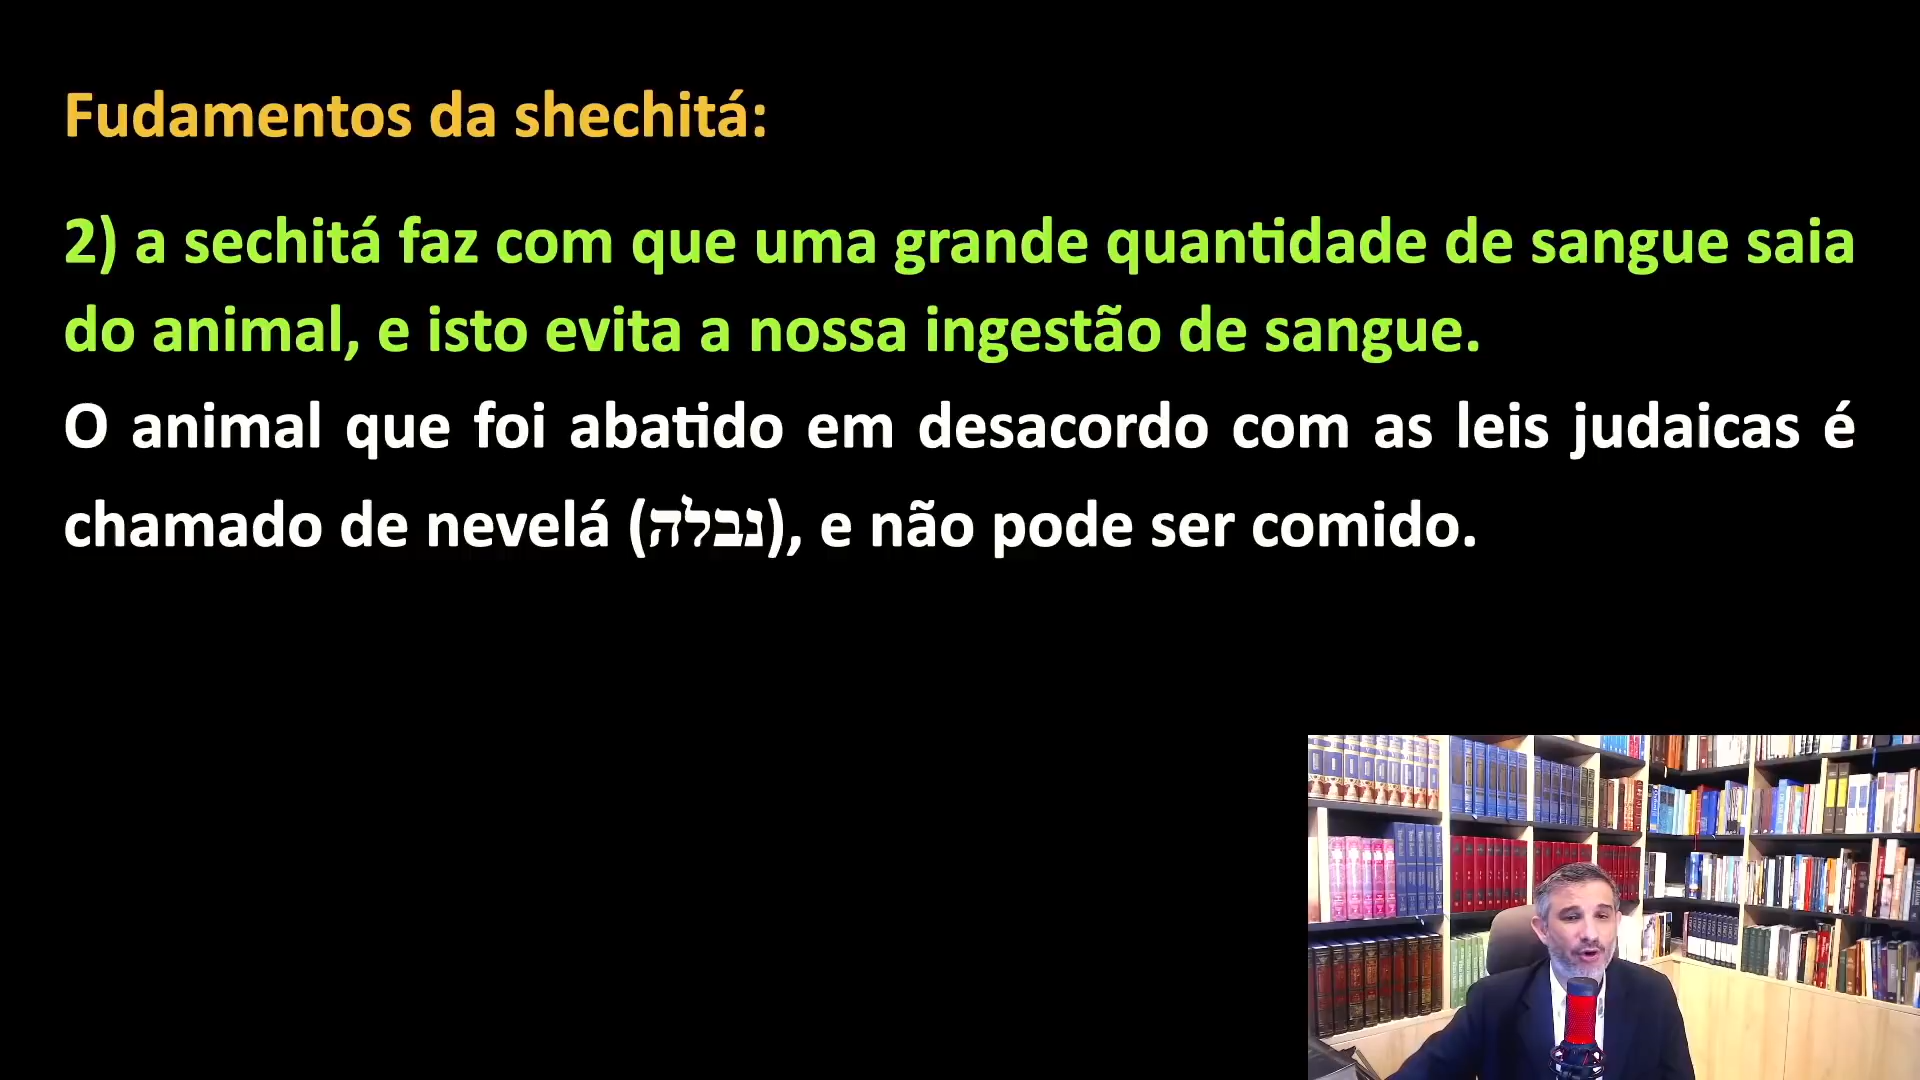 Fudamentos da shechitá:
2) a sechitá faz com que uma grande quantidade de sangue saia
do animal, e isto evita a nossa ingestão de sangue.
O animal que foi abatido em desacordo com as leis judaicas é
chamado de nevelá (נבלה), e não pode ser comido.